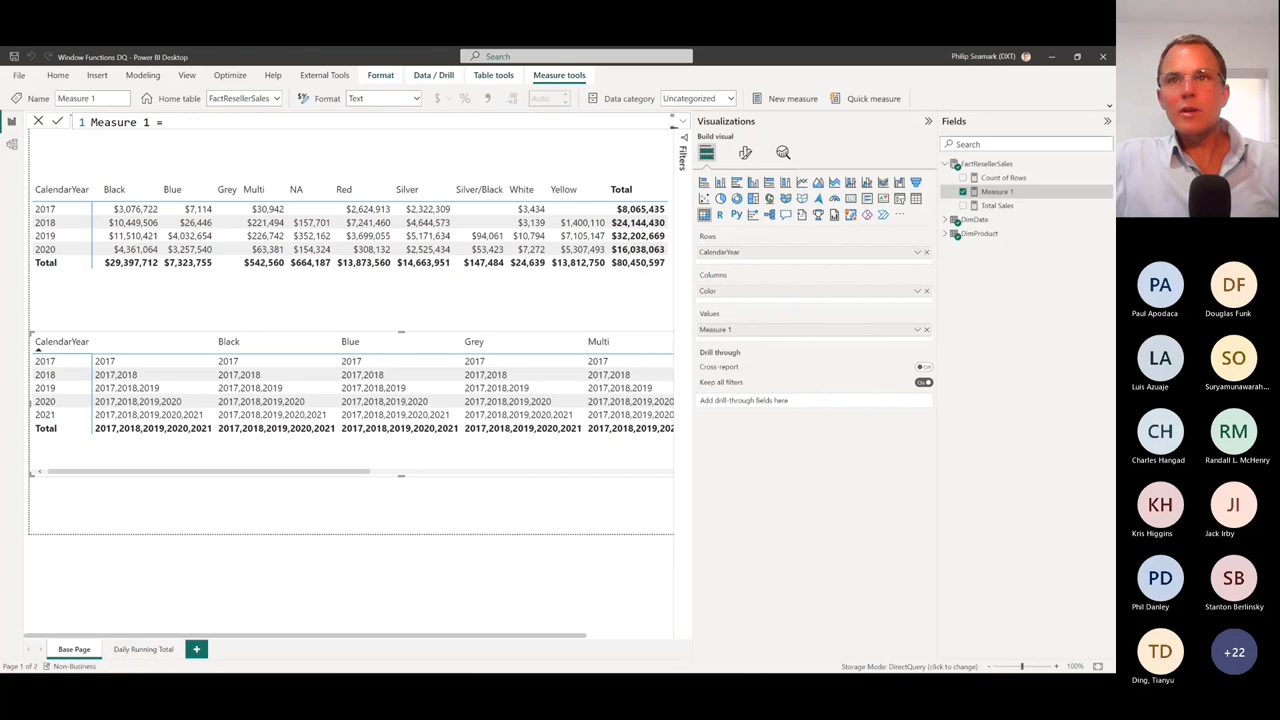 Window Functions DQ - Power BI Desktop
Search
Philip Seamark (DXT)
File Home Insert Modeling View Optimize Help External Tools Format Data / Drill Table tools Measure tools
Name Measure 1 Home table FactResellerSales Format Text $ % Auto Data category Uncategorized New measure Quick measure
1 Measure 1 =
Filters
CalendarYear Black Blue Grey Multi NA Red Silver Silver/Black White Yellow Total
2017 $3,076,722 $7,114 $30,943 $2,624,913 $2,322,309 $3,434 $8,065,435
2018 $10,449,506 $26,446 $221,494 $157,701 $7,241,460 $4,644,573 $3,139 $1,400,110 $24,144,430
2019 $11,510,421 $4,032,654 $226,742 $352,162 $3,699,055 $5,171,634 $94,061 $10,794 $7,105,147 $32,202,669
2020 $4,361,064 $3,257,540 $63,381 $154,324 $308,132 $2,525,434 $53,423 $7,272 $5,307,493 $16,038,063
Total $29,397,712 $7,323,755 $542,560 $664,187 $13,873,560 $14,663,951 $147,484 $24,639 $13,812,750 $80,450,597
CalendarYear Black Blue Grey Multi
2017 2017 2017 2017 2017 2017
2018 2017,2018 2017,2018 2017,2018 2017,2018 2017,2018
2019 2017,2018,2019 2017,2018,2019 2017,2018,2019 2017,2018,2019 2017,2018,2019
2020 2017,2018,2019,2020 2017,2018,2019,2020 2017,2018,2019,2020 2017,2018,2019,2020 2017,2018,2019,2020
2021 2017,2018,2019,2020,2021 2017,2018,2019,2020,2021 2017,2018,2019,2020,2021 2017,2018,2019,2020,2021 2017,2018,2019,202
Total 2017,2018,2019,2020,2021 2017,2018,2019,2020,2021 2017,2018,2019,2020,2021 2017,2018,2019,2020,2021 2017,2018,2019,202
Visualizations
Build visual
R Py
Rows
CalendarYear
Columns
Color
Values
Measure 1
Drill through
Cross-report Off
Keep all filters On
Add drill-through fields here
Fields
Search
FactResellerSales
Count of Rows
Measure 1
Total Sales
DimDate
DimProduct
Base Page
Daily Running Total
Page 1 of 2 Non-Business
Storage Mode: DirectQuery (click to change)
100%
PA DF
Paul Apodaca Douglas Funk
LA SO
Luis Azuaje Suryamunawarah...
CH RM
Charles Hangad Randall L. McHenry
KH JI
Kris Higgins Jack Irby
PD SB
Phil Danley Stanton Berlinsky
TD +22
Ding, Tianyu